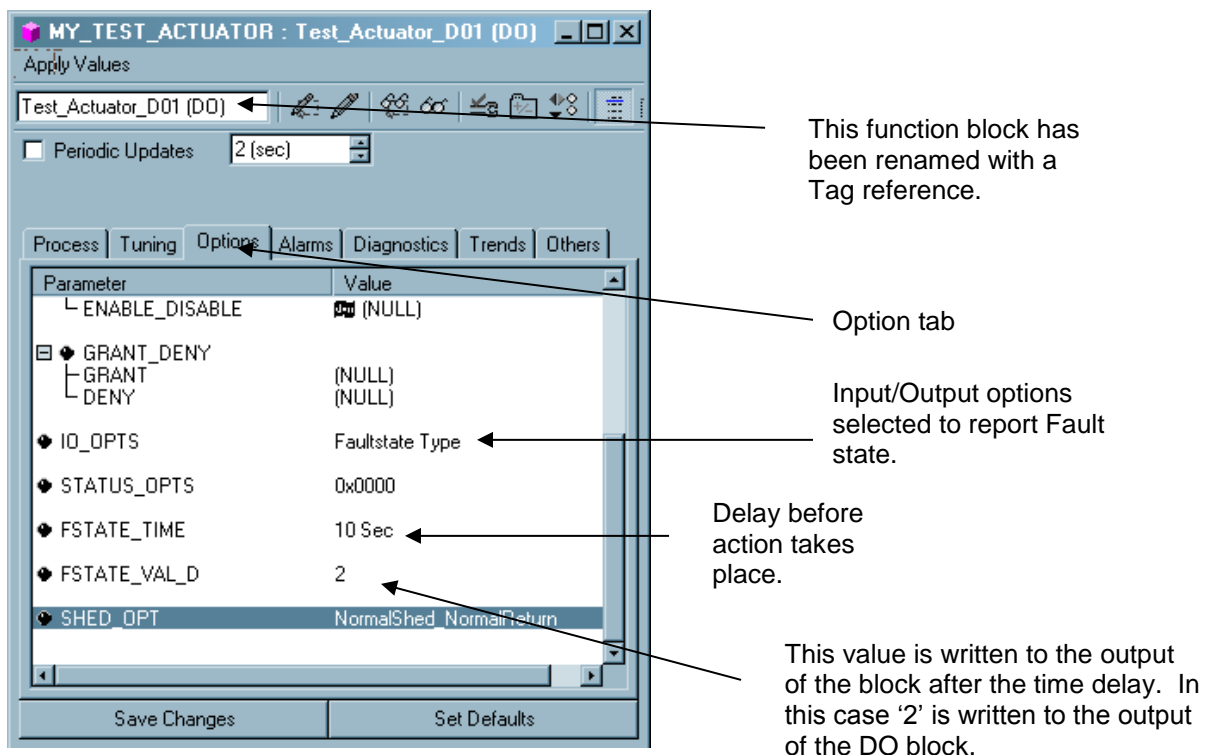 MY_TEST_ACTUATOR : Test_Actuator_D01 (DO)
Apply Values
Test_Actuator_D01 (DO)
Periodic Updates 2 (sec)
This function block has
been renamed with a
Tag reference.
Process Tuning Options Alarms Diagnostics Trends Others
Parameter Value
ENABLE_DISABLE (NULL)
GRANT_DENY
GRANT (NULL)
DENY (NULL)
IO_OPTS Faultstate Type
STATUS_OPTS 0x0000
FSTATE_TIME 10 Sec
FSTATE_VAL_D 2
SHED_OPT NormalShed_NormalReturn
Save Changes Set Defaults
Option tab
Input/Output options
selected to report Fault
state.
Delay before
action takes
place.
This value is written to the output
of the block after the time delay. In
this case ‘2’ is written to the output
of the DO block.